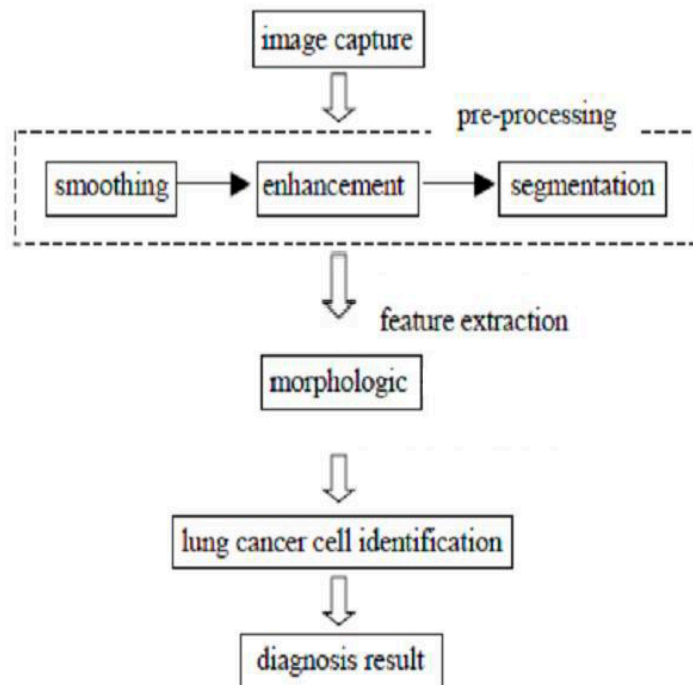 image capture
pre-processing
smoothing
enhancement
segmentation
feature extraction
morphologic
lung cancer cell identification
diagnosis result